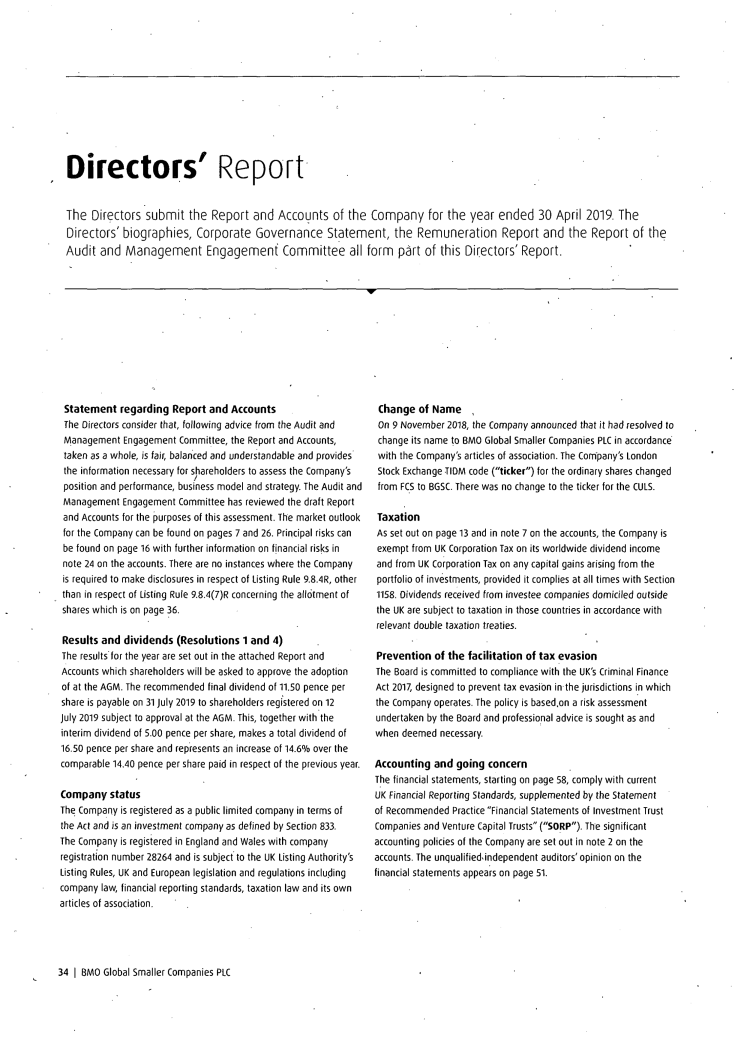 Directors' Report
The Directors submit the Report and Accounts of the Company for the year ended 30 April 2019. The
Directors' biographies, Corporate Governance Statement, the Remuneration Report and the Report of the
Audit and Management Engagement Committee all form part of this Directors' Report.
Statement regarding Report and Accounts
The Directors consider that, following advice from the Audit and
Management Engagement Committee, the Report and Accounts,
taken as a whole, is fair, balanced and understandable and provides
the information necessary for shareholders to assess the Company's
position and performance, business model and strategy. The Audit and
Management Engagement Committee has reviewed the draft Report
and Accounts for the purposes of this assessment. The market outlook
for the Company can be found on pages 7 and 26. Principal risks can
be found on page 16 with further information on financial risks in
note 24 on the accounts. There are no instances where the Company
is required to make disclosures in respect of Listing Rule 9.8.4R, other
than in respect of Listing Rule 9.8.4(7)R concerning the allotment of
shares which is on page 36.
Results and dividends (Resolutions 1 and 4)
The results for the year are set out in the attached Report and
Accounts which shareholders will be asked to approve the adoption
of at the AGM. The recommended final dividend of 11.50 pence per
share is payable on 31 July 2019 to shareholders registered on 12
July 2019 subject to approval at the AGM. This, together with the
interim dividend of 5.00 pence per share, makes a total dividend of
16.50 pence per share and represents an increase of 14.6% over the
comparable 14.40 pence per share paid in respect of the previous year.
Company status
The Company is registered as a public limited company in terms of
the Act and is an investment company as defined by Section 833.
The Company is registered in England and Wales with company
registration number 28264 and is subject to the UK Listing Authority's
Listing Rules, UK and European legislation and regulations including
company law, financial reporting standards, taxation law and its own
articles of association.
Change of Name
On 9 November 2018, the Company announced that it had resolved to
change its name to BMO Global Smaller Companies PLC in accordance
with the Company's articles of association. The Company's London
Stock Exchange TIDM code ("ticker") for the ordinary shares changed
from FCS to BGSC. There was no change to the ticker for the CULS.
Taxation
As set out on page 13 and in note 7 on the accounts, the Company is
exempt from UK Corporation Tax on its worldwide dividend income
and from UK Corporation Tax on any capital gains arising from the
portfolio of investments, provided it complies at all times with Section
1158. Dividends received from investee companies domiciled outside
the UK are subject to taxation in those countries in accordance with
relevant double taxation treaties.
Prevention of the facilitation of tax evasion
The Board is committed to compliance with the UK's Criminal Finance
Act 2017, designed to prevent tax evasion in the jurisdictions in which
the Company operates. The policy is based on a risk assessment
undertaken by the Board and professional advice is sought as and
when deemed necessary.
Accounting and going concern
The financial statements, starting on page 58, comply with current
UK Financial Reporting Standards, supplemented by the Statement
of Recommended Practice "Financial Statements of Investment Trust
Companies and Venture Capital Trusts" ("SORP"). The significant
accounting policies of the Company are set out in note 2 on the
accounts. The unqualified independent auditors' opinion on the
financial statements appears on page 51.
34 | BMO Global Smaller Companies PLC